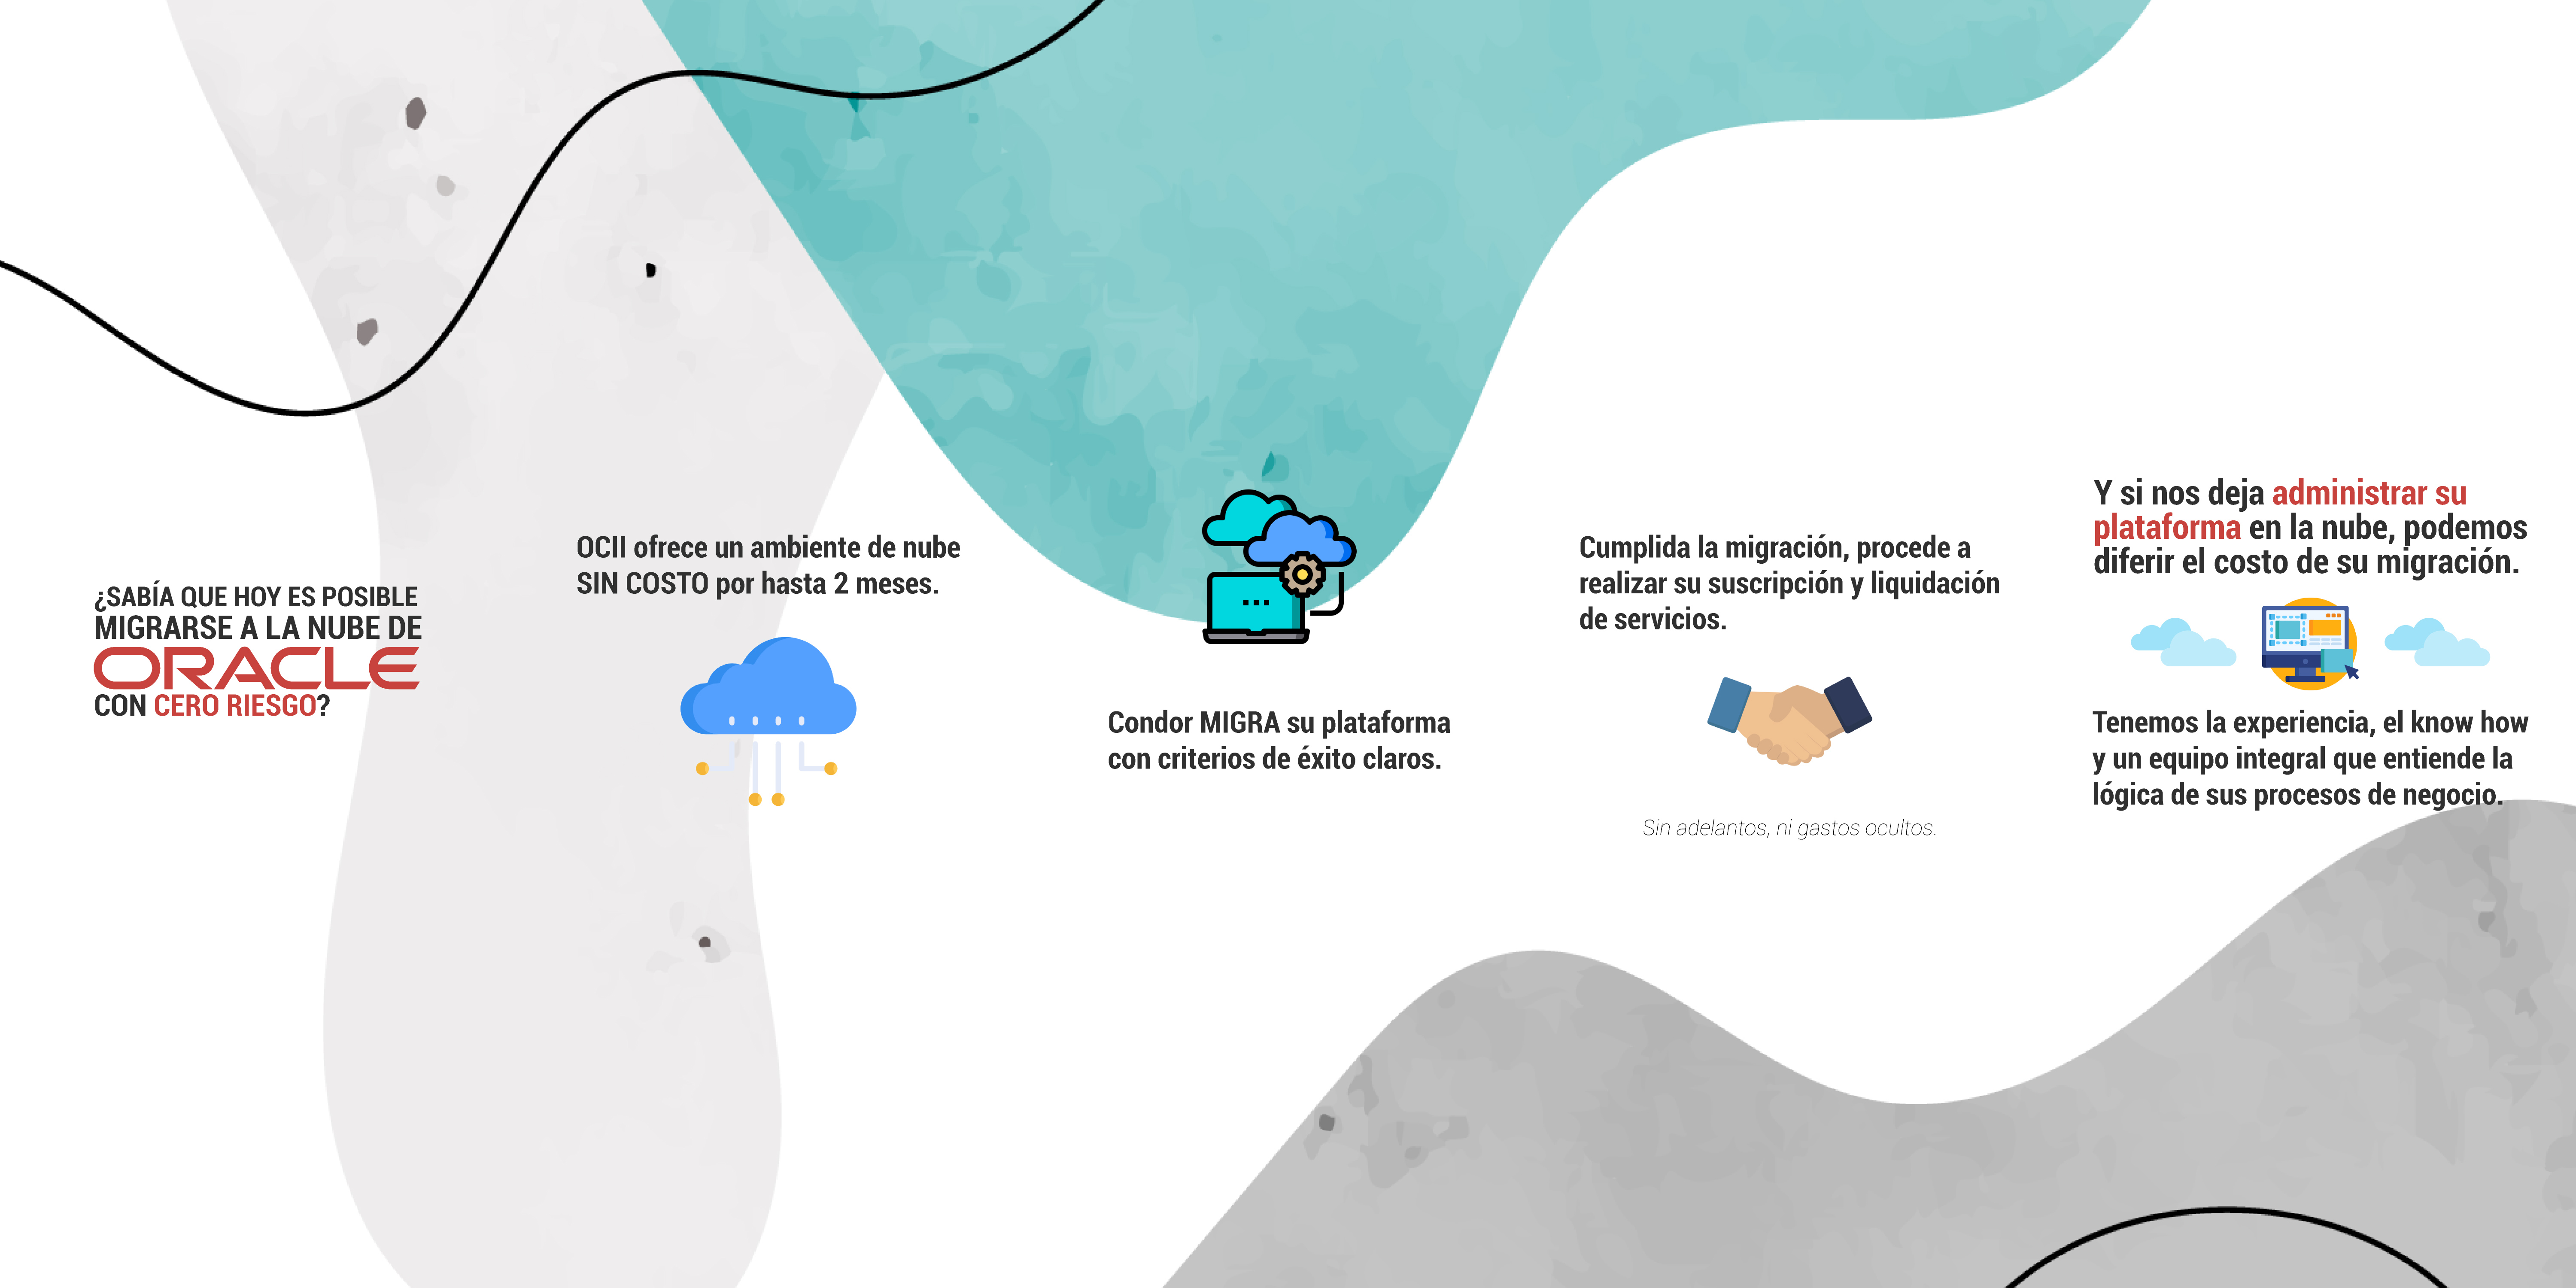 ¿SABÍA QUE HOY ES POSIBLE
MIGRARSE A LA NUBE DE
ORACLE
CON CERO RIESGO?
OCII ofrece un ambiente de nube
SIN COSTO por hasta 2 meses.
Condor MIGRA su plataforma
con criterios de éxito claros.
Cumplida la migración, procede a
realizar su suscripción y liquidación
de servicios.
Sin adelantos, ni gastos ocultos.
Y si nos deja administrar su
plataforma en la nube, podemos
diferir el costo de su migración.
Tenemos la experiencia, el know how
y un equipo integral que entiende la
lógica de sus procesos de negocio.